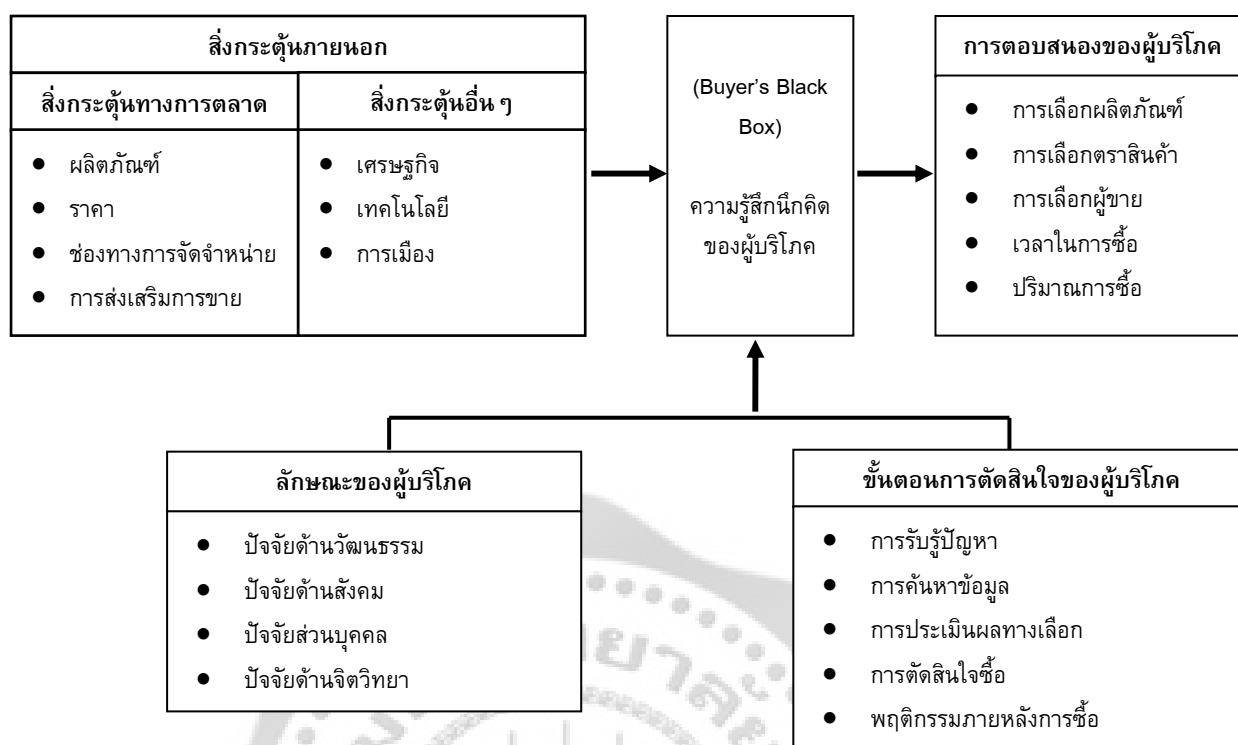 สิ่งกระตุ้นภายนอก
สิ่งกระตุ้นทางการตลาด
● ผลิตภัณฑ์
● ราคา
● ช่องทางการจัดจำหน่าย
● การส่งเสริมการขาย
สิ่งกระตุ้นอื่น ๆ
● เศรษฐกิจ
● เทคโนโลยี
● การเมือง
(Buyer's Black
Box)
ความรู้สึกนึกคิด
ของผู้บริโภค
การตอบสนองของผู้บริโภค
● การเลือกผลิตภัณฑ์
● การเลือกตราสินค้า
● การเลือกผู้ขาย
● เวลาในการซื้อ
● ปริมาณการซื้อ
ลักษณะของผู้บริโภค
● ปัจจัยด้านวัฒนธรรม
● ปัจจัยด้านสังคม
● ปัจจัยส่วนบุคคล
● ปัจจัยด้านจิตวิทยา
ขั้นตอนการตัดสินใจของผู้บริโภค
● การรับรู้ปัญหา
● การค้นหาข้อมูล
● การประเมินผลทางเลือก
● การตัดสินใจซื้อ
● พฤติกรรมภายหลังการซื้อ